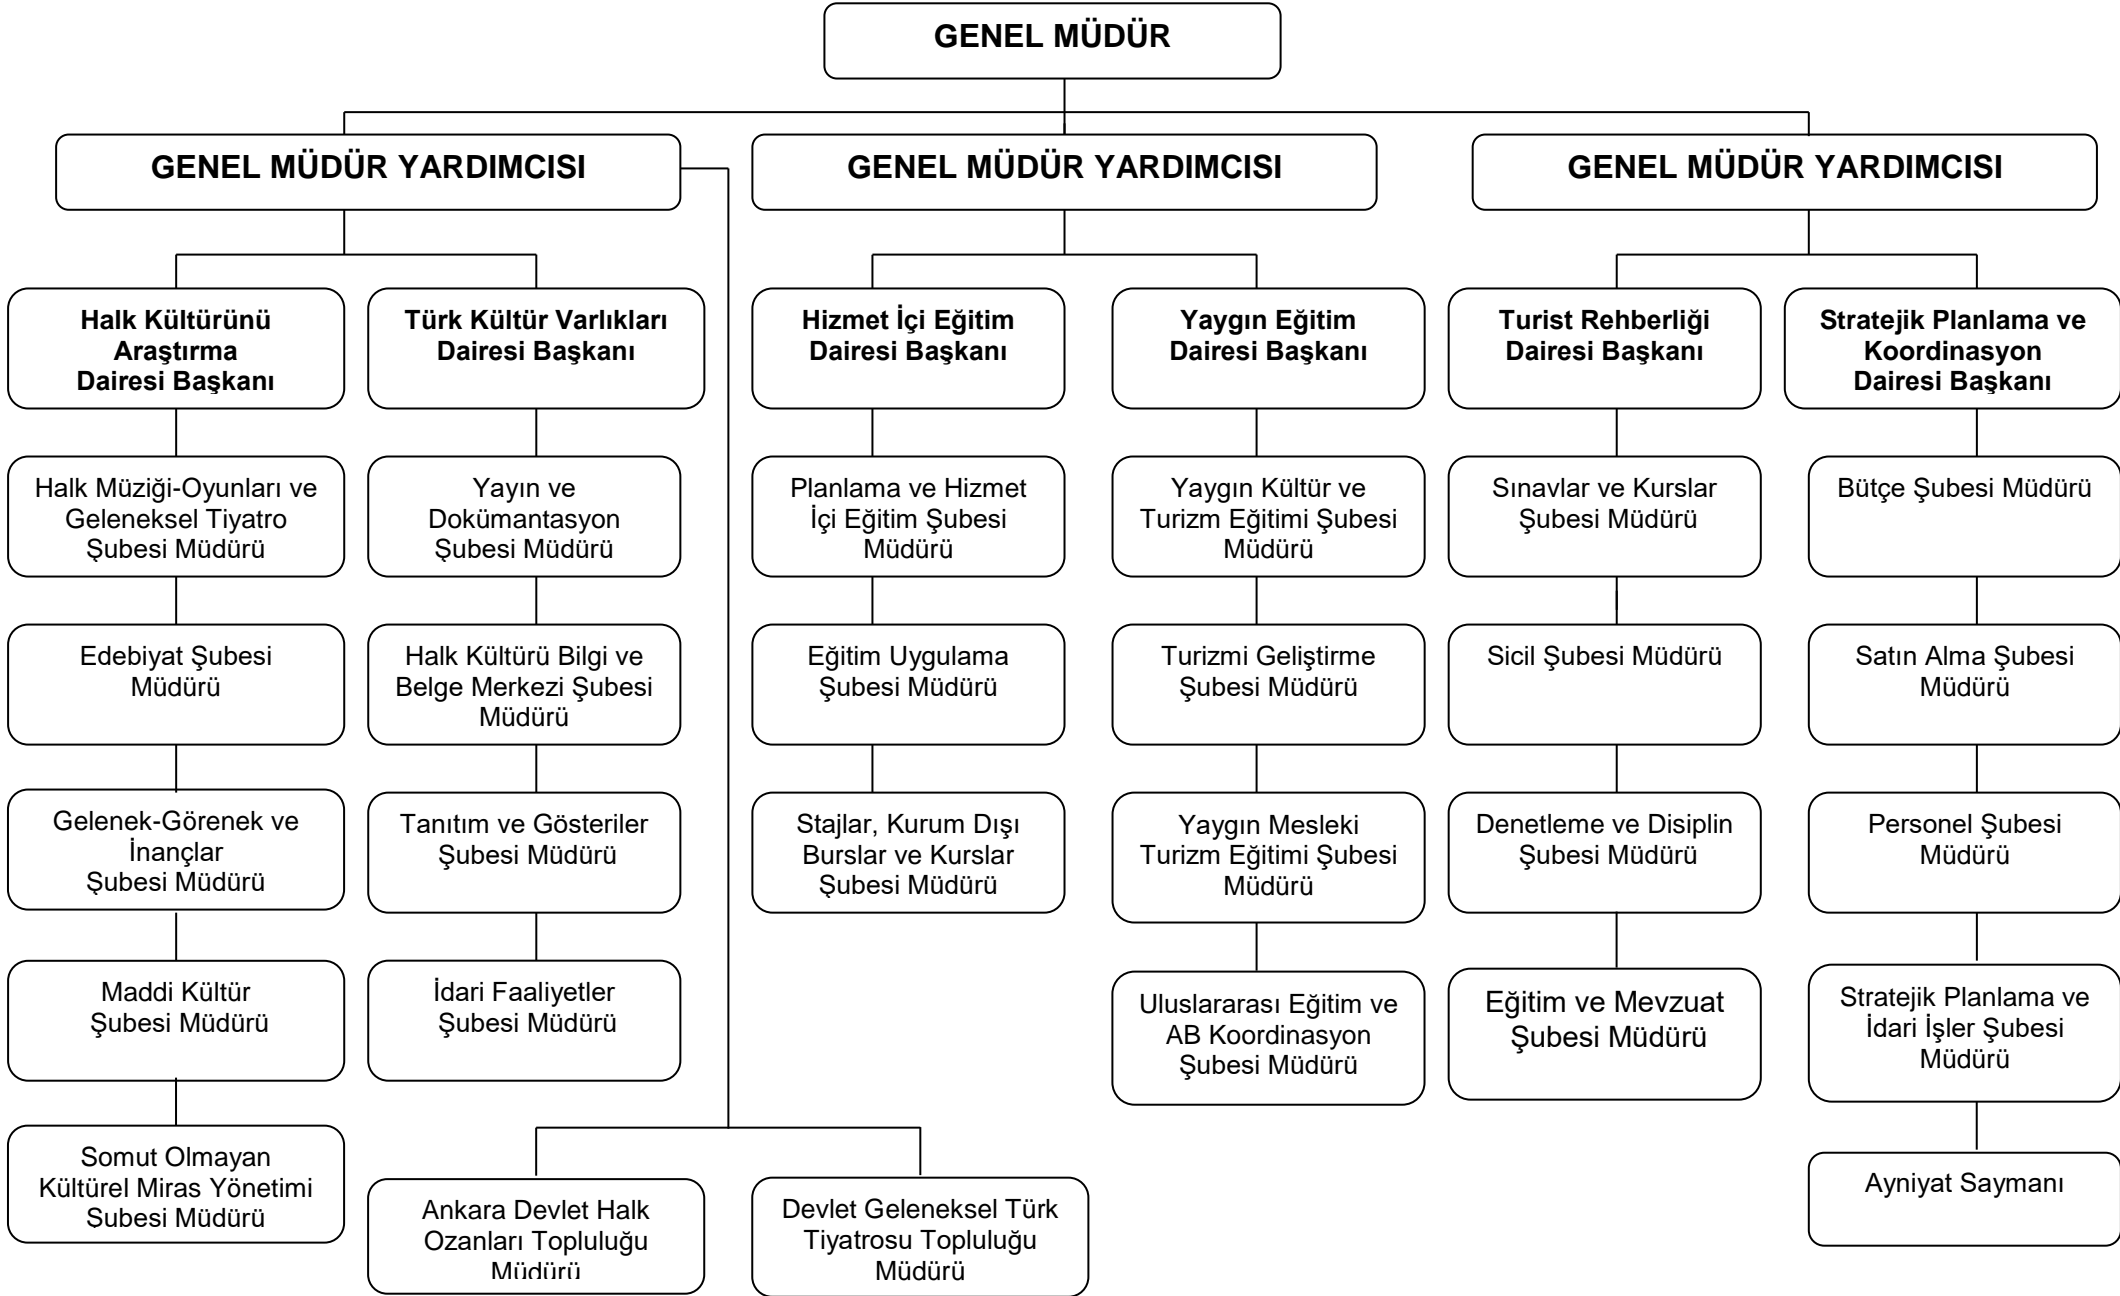 GENEL MÜDÜR
GENEL MÜDÜR YARDIMCISI
GENEL MÜDÜR YARDIMCISI
GENEL MÜDÜR YARDIMCISI
Halk Kültürünü
Araştırma
Dairesi Başkanı
Türk Kültür Varlıkları
Dairesi Başkanı
Hizmet İçi Eğitim
Dairesi Başkanı
Yaygın Eğitim
Dairesi Başkanı
Turist Rehberliği
Dairesi Başkanı
Stratejik Planlama ve
Koordinasyon
Dairesi Başkanı
Halk Müziği-Oyunları ve
Geleneksel Tiyatro
Şubesi Müdürü
Yayın ve
Dokümantasyon
Şubesi Müdürü
Planlama ve Hizmet
İçi Eğitim Şubesi
Müdürü
Yaygın Kültür ve
Turizm Eğitimi Şubesi
Müdürü
Sınavlar ve Kurslar
Şubesi Müdürü
Bütçe Şubesi Müdürü
Edebiyat Şubesi
Müdürü
Halk Kültürü Bilgi ve
Belge Merkezi Şubesi
Müdürü
Eğitim Uygulama
Şubesi Müdürü
Turizmi Geliştirme
Şubesi Müdürü
Sicil Şubesi Müdürü
Satın Alma Şubesi
Müdürü
Gelenek-Görenek ve
İnançlar
Şubesi Müdürü
Tanıtım ve Gösteriler
Şubesi Müdürü
Stajlar, Kurum Dışı
Burslar ve Kurslar
Şubesi Müdürü
Yaygın Mesleki
Turizm Eğitimi Şubesi
Müdürü
Denetleme ve Disiplin
Şubesi Müdürü
Personel Şubesi
Müdürü
Maddi Kültür
Şubesi Müdürü
İdari Faaliyetler
Şubesi Müdürü
Uluslararası Eğitim ve
AB Koordinasyon
Şubesi Müdürü
Eğitim ve Mevzuat
Şubesi Müdürü
Stratejik Planlama ve
İdari İşler Şubesi
Müdürü
Somut Olmayan
Kültürel Miras Yönetimi
Şubesi Müdürü
Ankara Devlet Halk
Ozanları Topluluğu
Müdürü
Devlet Geleneksel Türk
Tiyatrosu Topluluğu
Müdürü
Ayniyat Saymanı